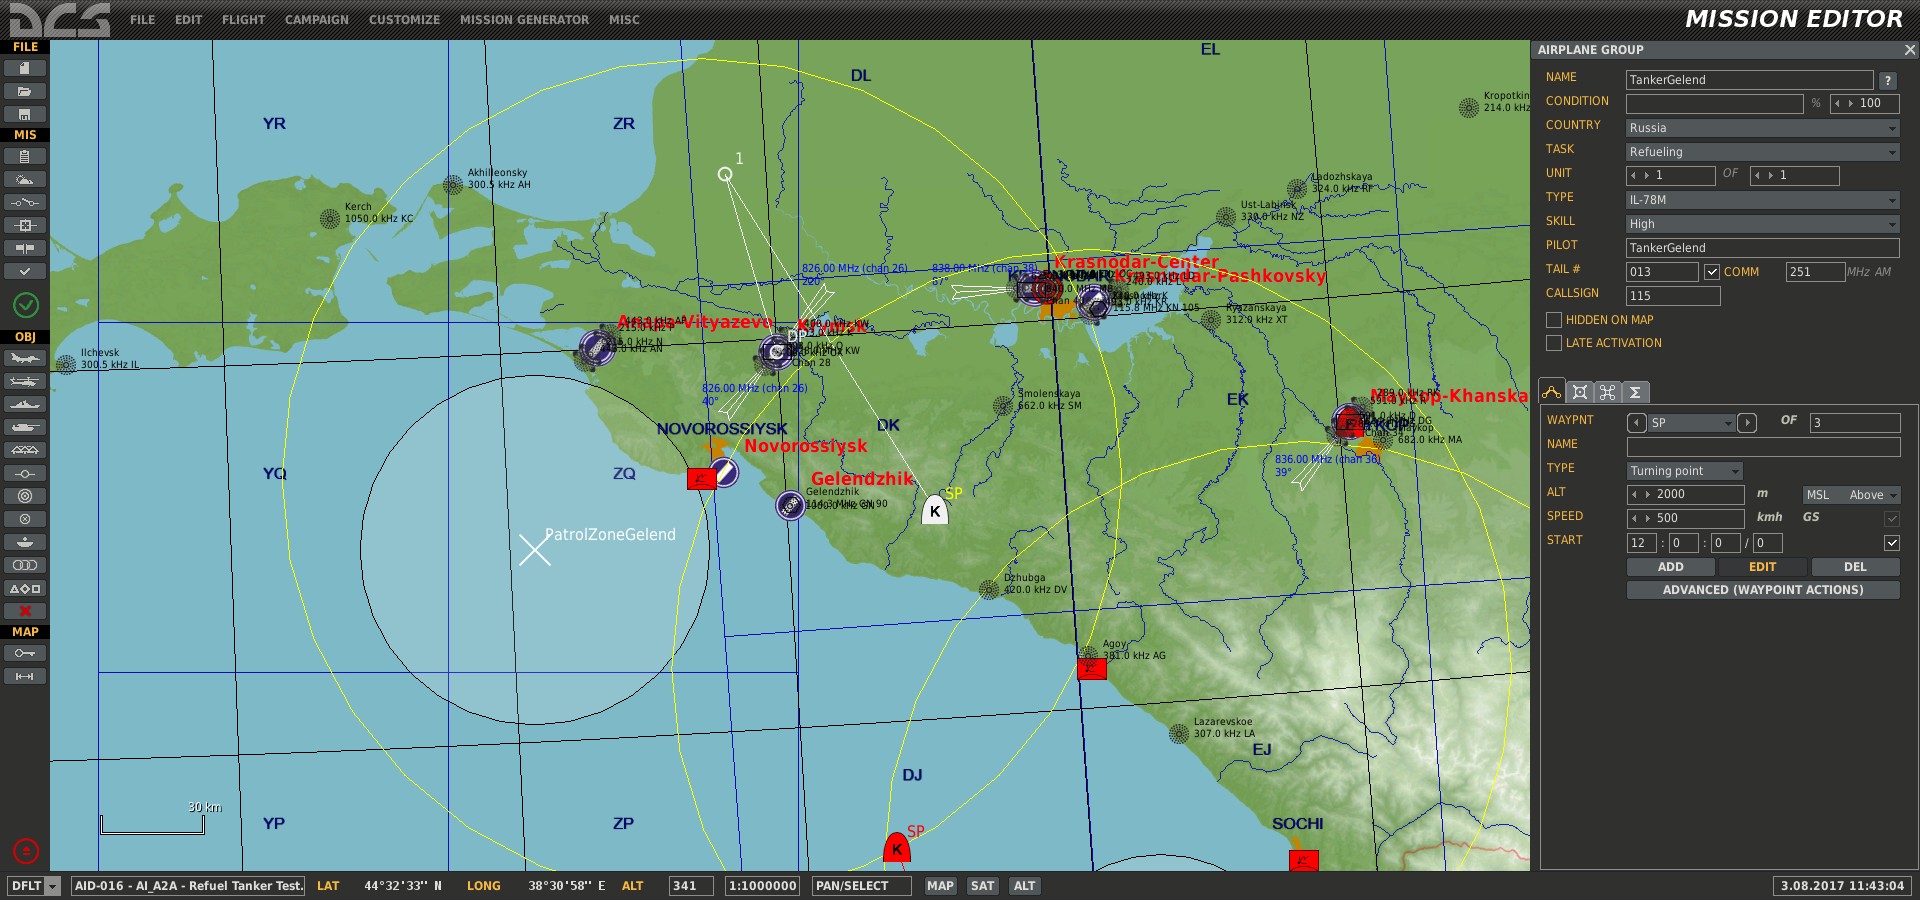 DCS
FILE EDIT FLIGHT CAMPAIGN CUSTOMIZE MISSION GENERATOR MISC
MISSION EDITOR
FILE
MIS
OBJ
MAP
YR
ZR
DL
EL
YQ
ZQ
DK
EK
YP
ZP
DJ
EJ
Akhilleonsky
300.5 kHz AH
Kerch
1050.0 kHz KC
Ilchevsk
300.5 kHz IL
Kropotkin
214.0 kHz
Ladozhskaya
324.0 kHz RF
Ust-Labinsk
330.0 kHz NZ
1
826.00 MHz (chan 26)
220°
838.00 MHz (chan 38)
67°
Krasnodar-Center
Pashkovsky
115.8 MHz KN 105
Ryazanskaya
312.0 kHz XT
Vityazevo
Chan 28
826.00 MHz (chan 26)
40°
NOVOROSSIYSK
Novorossiysk
Gelendzhik
Gelendzhik
Smolenskaya
662.0 kHz SM
Maykop-Khanska
682.0 kHz MA
836.00 MHz (chan 36)
39°
K
SP
PatrolZoneGelend
Dzhubga
420.0 kHz DV
Agoy
381.0 kHz AG
Lazarevskoe
307.0 kHz LA
SOCHI
K
SP
30 km
AIRPLANE GROUP
NAME TankerGelend ?
CONDITION % 100
COUNTRY Russia
TASK Refueling
UNIT 1 OF 1
TYPE IL-78M
SKILL High
PILOT TankerGelend
TAIL # 013 COMM 251 MHz AM
CALLSIGN 115
HIDDEN ON MAP
LATE ACTIVATION
WAYPNT SP OF 3
NAME
TYPE Turning point
ALT 2000 m MSL Above
SPEED 500 kmh GS
START 12 : 0 : 0 / 0
ADD EDIT DEL
ADVANCED (WAYPOINT ACTIONS)
DFLT AID-016 - AI_A2A - Refuel Tanker Test. LAT 44°32'33'' N LONG 38°30'58'' E ALT 341 1:1000000 PAN/SELECT MAP SAT ALT 3.08.2017 11:43:04